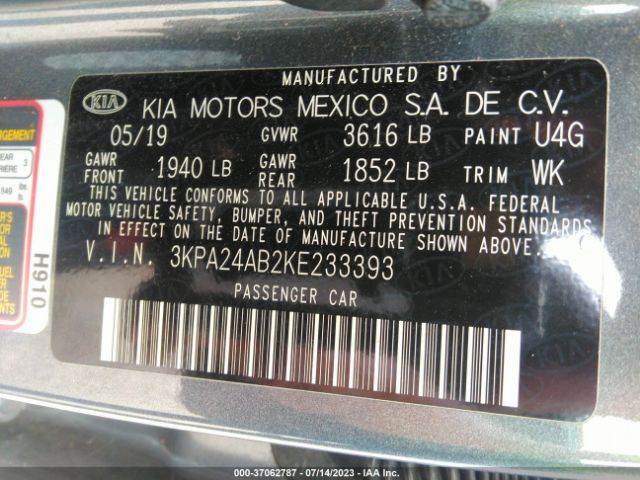 MANUFACTURED BY
KIA KIA MOTORS MEXICO S.A. DE C.V.
05/19 GVWR 3616 LB PAINT U4G
GAWR FRONT 1940 LB GAWR REAR 1852 LB TRIM WK
THIS VEHICLE CONFORMS TO ALL APPLICABLE U.S.A. FEDERAL
MOTOR VEHICLE SAFETY, BUMPER, AND THEFT PREVENTION STANDARDS
IN EFFECT ON THE DATE OF MANUFACTURE SHOWN ABOVE.
V.I.N. 3KPA24AB2KE233393
PASSENGER CAR
H910
000-37062787 - 07/14/2023 - IAA Inc.